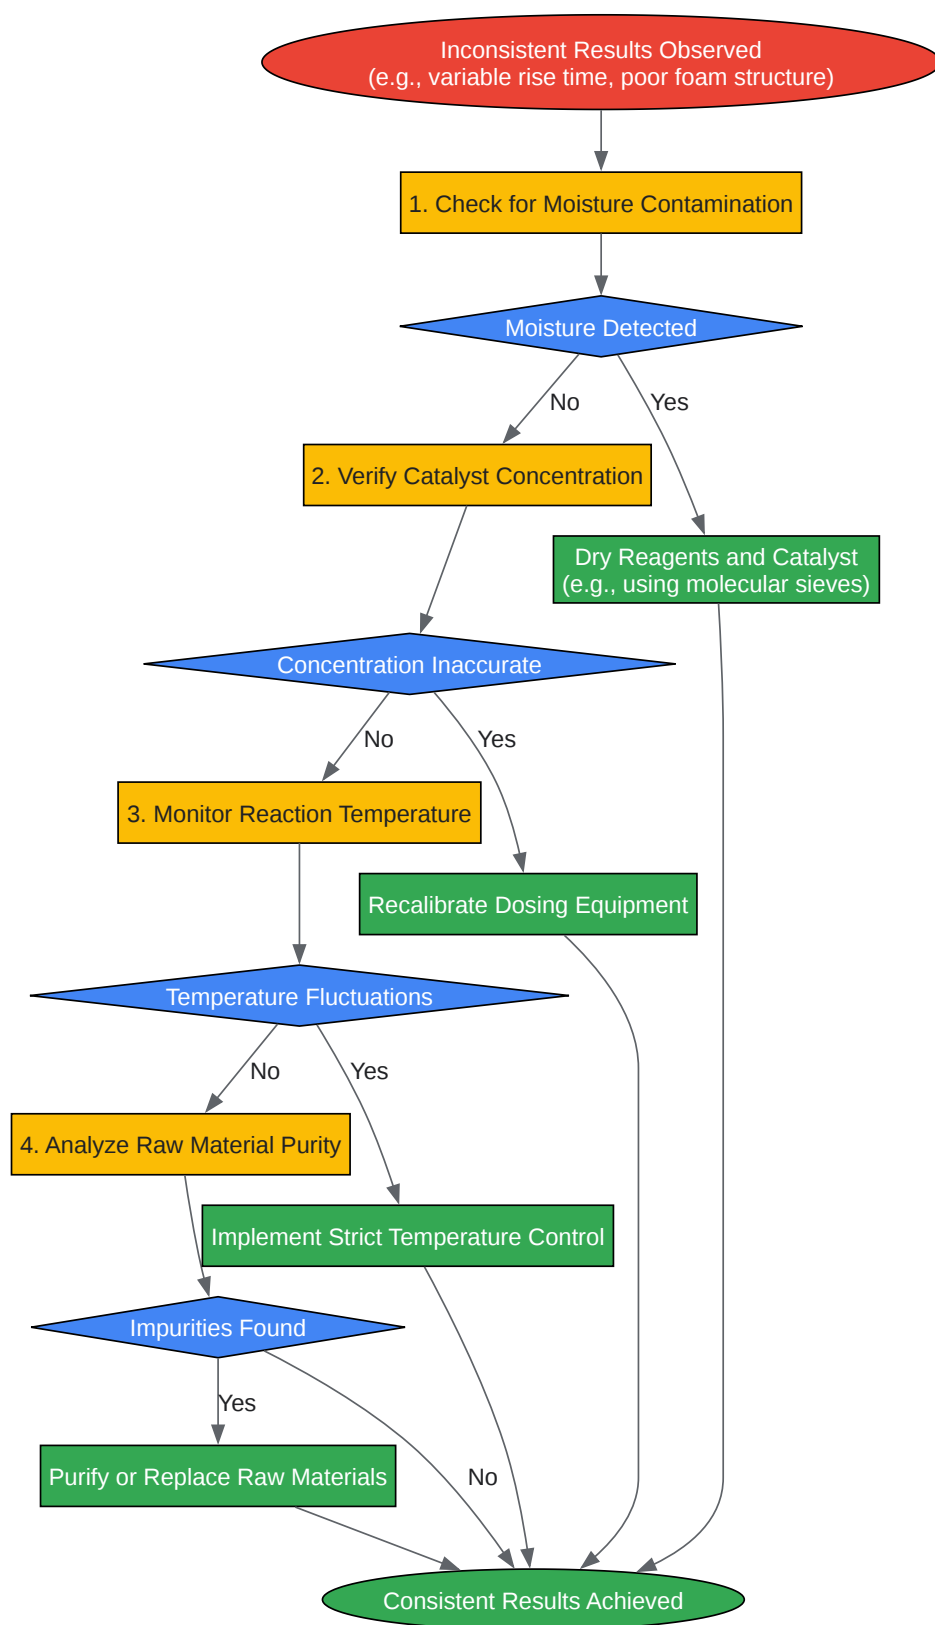 Inconsistent Results Observed
(e.g., variable rise time, poor foam structure)
1. Check for Moisture Contamination
Moisture Detected
No
Yes
2. Verify Catalyst Concentration
Dry Reagents and Catalyst
(e.g., using molecular sieves)
Concentration Inaccurate
No
Yes
3. Monitor Reaction Temperature
Recalibrate Dosing Equipment
Temperature Fluctuations
No
Yes
4. Analyze Raw Material Purity
Implement Strict Temperature Control
Impurities Found
Yes
No
Purify or Replace Raw Materials
Consistent Results Achieved